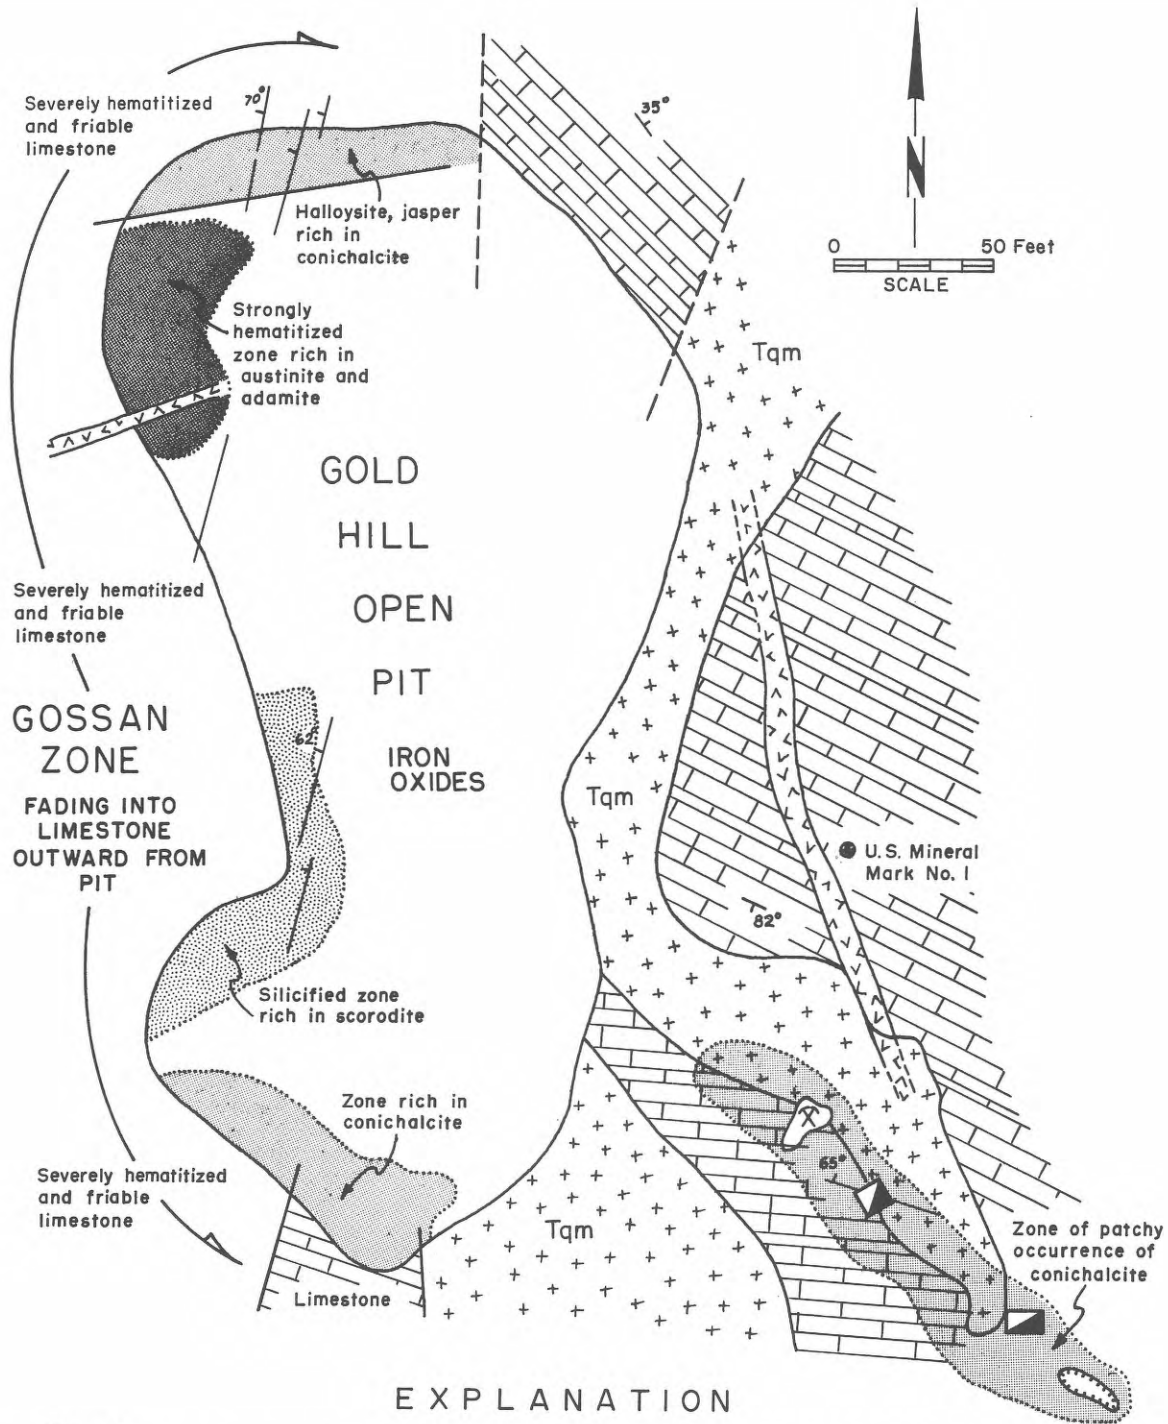 Severely hematitized
and friable
limestone
70°
35°
N
0 50 Feet
SCALE
Halloysite, jasper
rich in
conichalcite
Strongly
hematitized
zone rich in
austinite and
adamite
Tqm
GOLD
HILL
OPEN
PIT
IRON
OXIDES
Severely hematitized
and friable
limestone
GOSSAN
ZONE
FADING INTO
LIMESTONE
OUTWARD FROM
PIT
62°
Tqm
U.S. Mineral
Mark No. 1
82°
Silicified zone
rich in scorodite
Zone rich in
conichalcite
65°
Severely hematitized
and friable
limestone
Tqm
Limestone
Zone of patchy
occurrence of
conichalcite
EXPLANATION